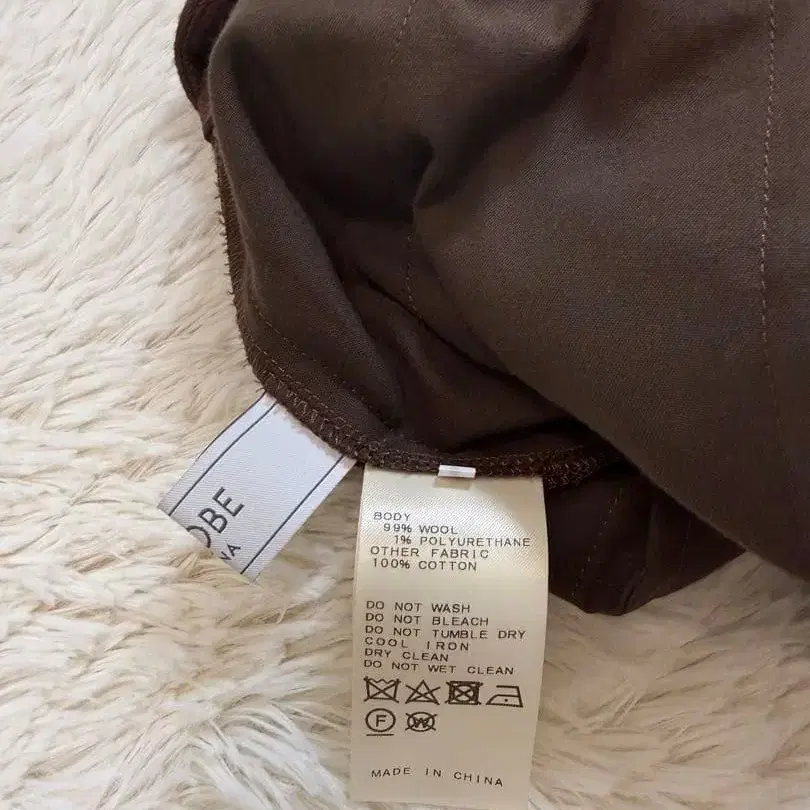 OBE
NA
BODY
99% WOOL
1% POLYURETHANE
OTHER FABRIC
100% COTTON
DO NOT WASH
DO NOT BLEACH
DO NOT TUMBLE DRY
COOL IRON
DRY CLEAN
DO NOT WET CLEAN
F W
MADE IN CHINA